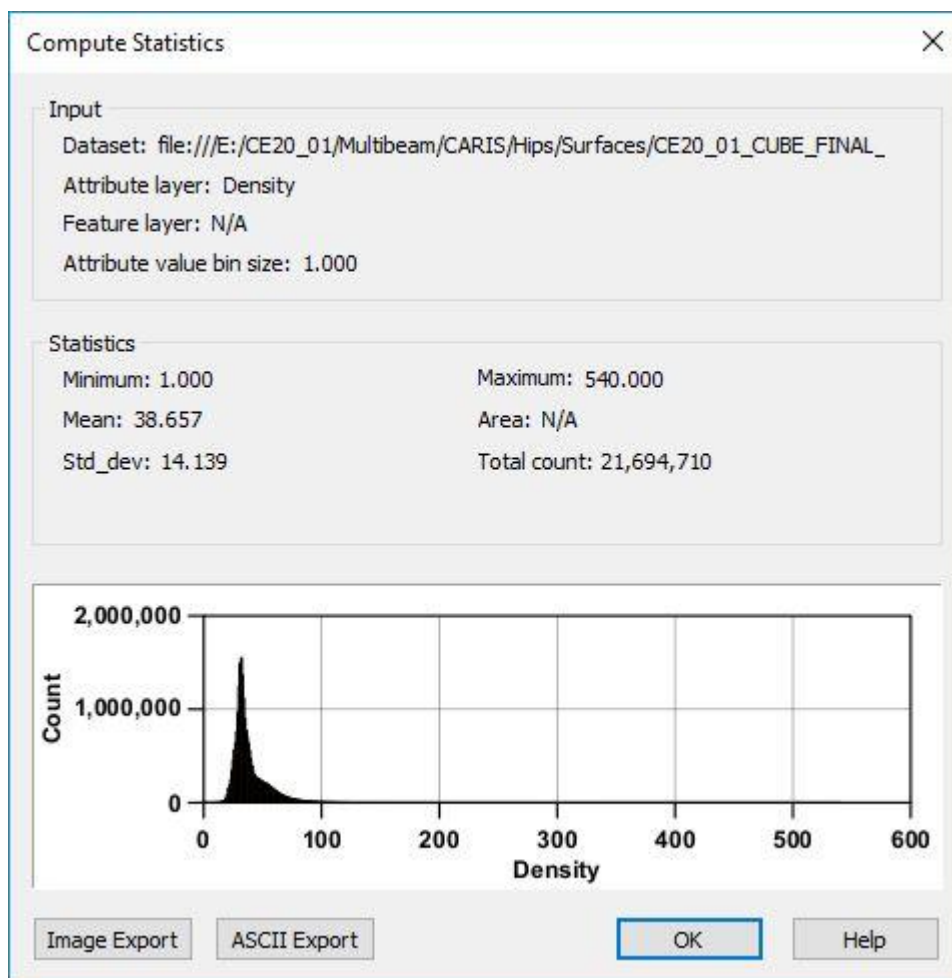 Compute Statistics
Input
Dataset: file:///E:/CE20_01/Multibeam/CARIS/Hips/Surfaces/CE20_01_CUBE_FINAL_
Attribute layer: Density
Feature layer: N/A
Attribute value bin size: 1.000
Statistics
Minimum: 1.000
Maximum: 540.000
Mean: 38.657
Area: N/A
Std_dev: 14.139
Total count: 21,694,710
2,000,000
1,000,000
0
Count
0 100 200 300 400 500 600
Density
Image Export
ASCII Export
OK
Help